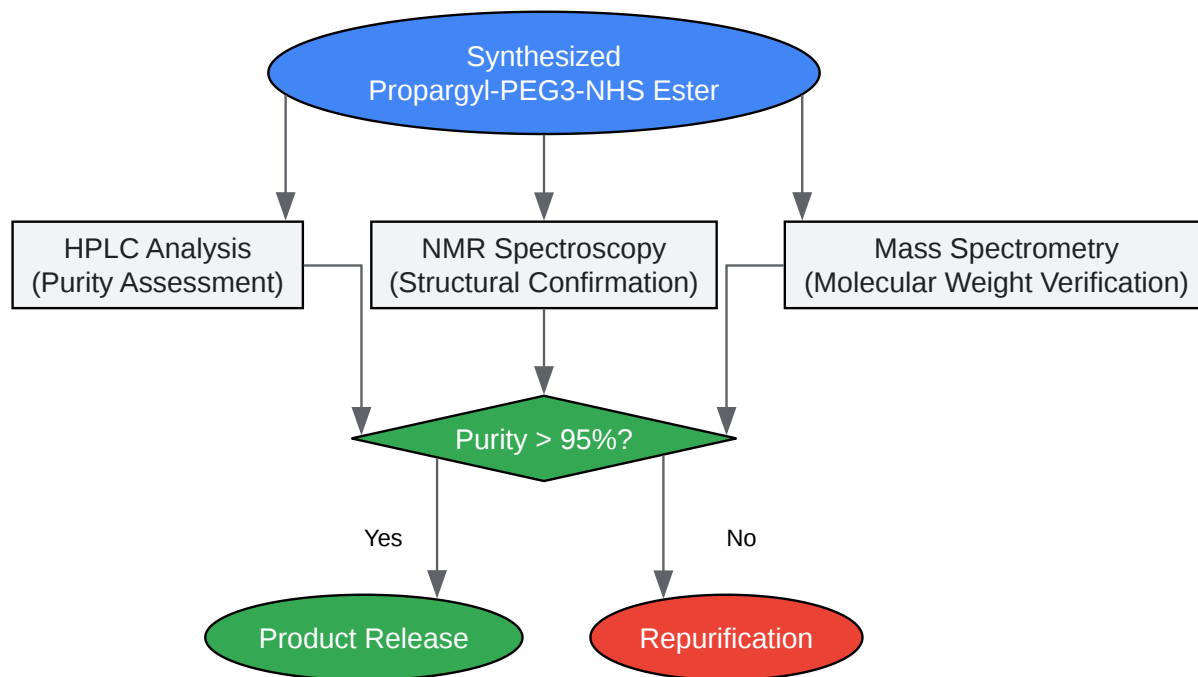 Synthesized
Propargyl-PEG3-NHS Ester
HPLC Analysis
(Purity Assessment)
NMR Spectroscopy
(Structural Confirmation)
Mass Spectrometry
(Molecular Weight Verification)
Purity > 95%?
Yes
No
Product Release
Repurification